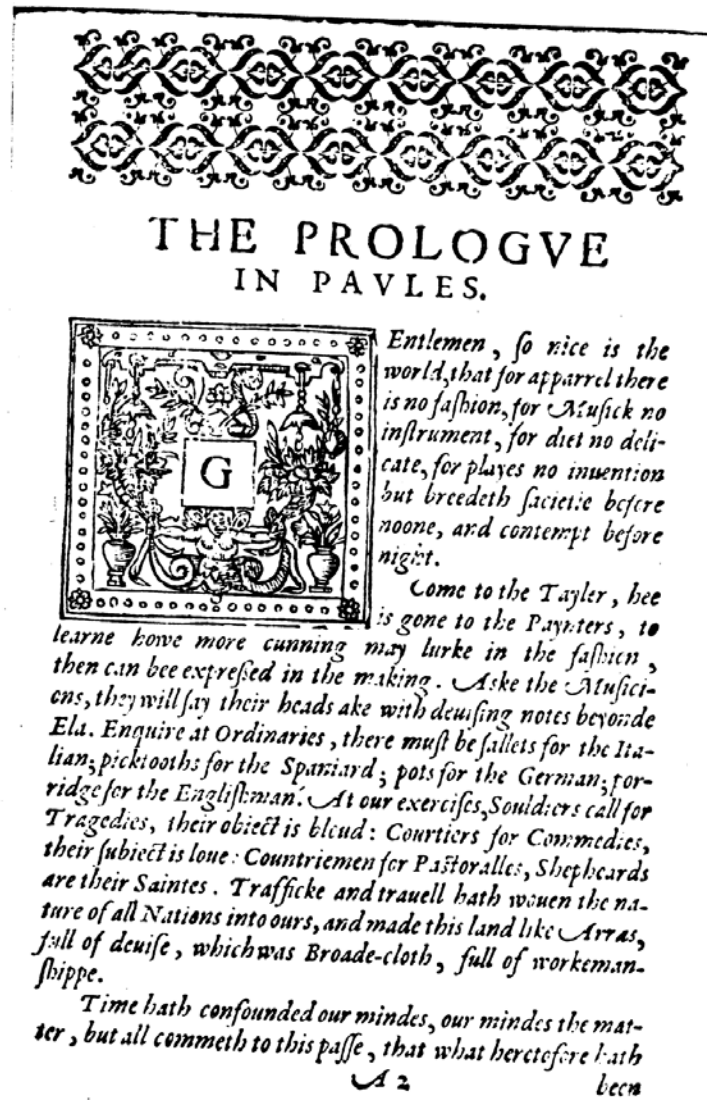 THE PROLOGVE
IN PAVLES.
GEntlemen, ſo nice is the
world, that for apparrel there
is no faſhion, for Muſick no
inſtrument, for diet no deli-
cate, for playes no inuention
but breedeth ſacietie before
noone, and contempt before
night.
Come to the Tayler, hee
is gone to the Paynters, to
learne howe more cunning may lurke in the faſhion,
then can bee expreſſed in the making. Aske the Muſici-
ons, they will ſay their heads ake with deuiſing notes beyonde
Ela. Enquire at Ordinaries, there muſt be ſallets for the Ita-
lian; picktooths for the Spaniard; pots for the German; por-
ridge for the Engliſhman. At our exerciſes, Souldiers call for
Tragedies, their obiect is bloud: Courtiers for Commedies,
their ſubiect is loue: Countriemen for Paſtoralles, Shepheards
are their Saintes. Trafficke and trauell hath wouen the na-
ture of all Nations into ours, and made this land like Arras,
full of deuiſe, which was Broade-cloth, full of workeman-
ſhippe.
Time hath confounded our mindes, our mindes the mat-
ter, but all commeth to this paſſe, that what heretofore hath
A 2
been